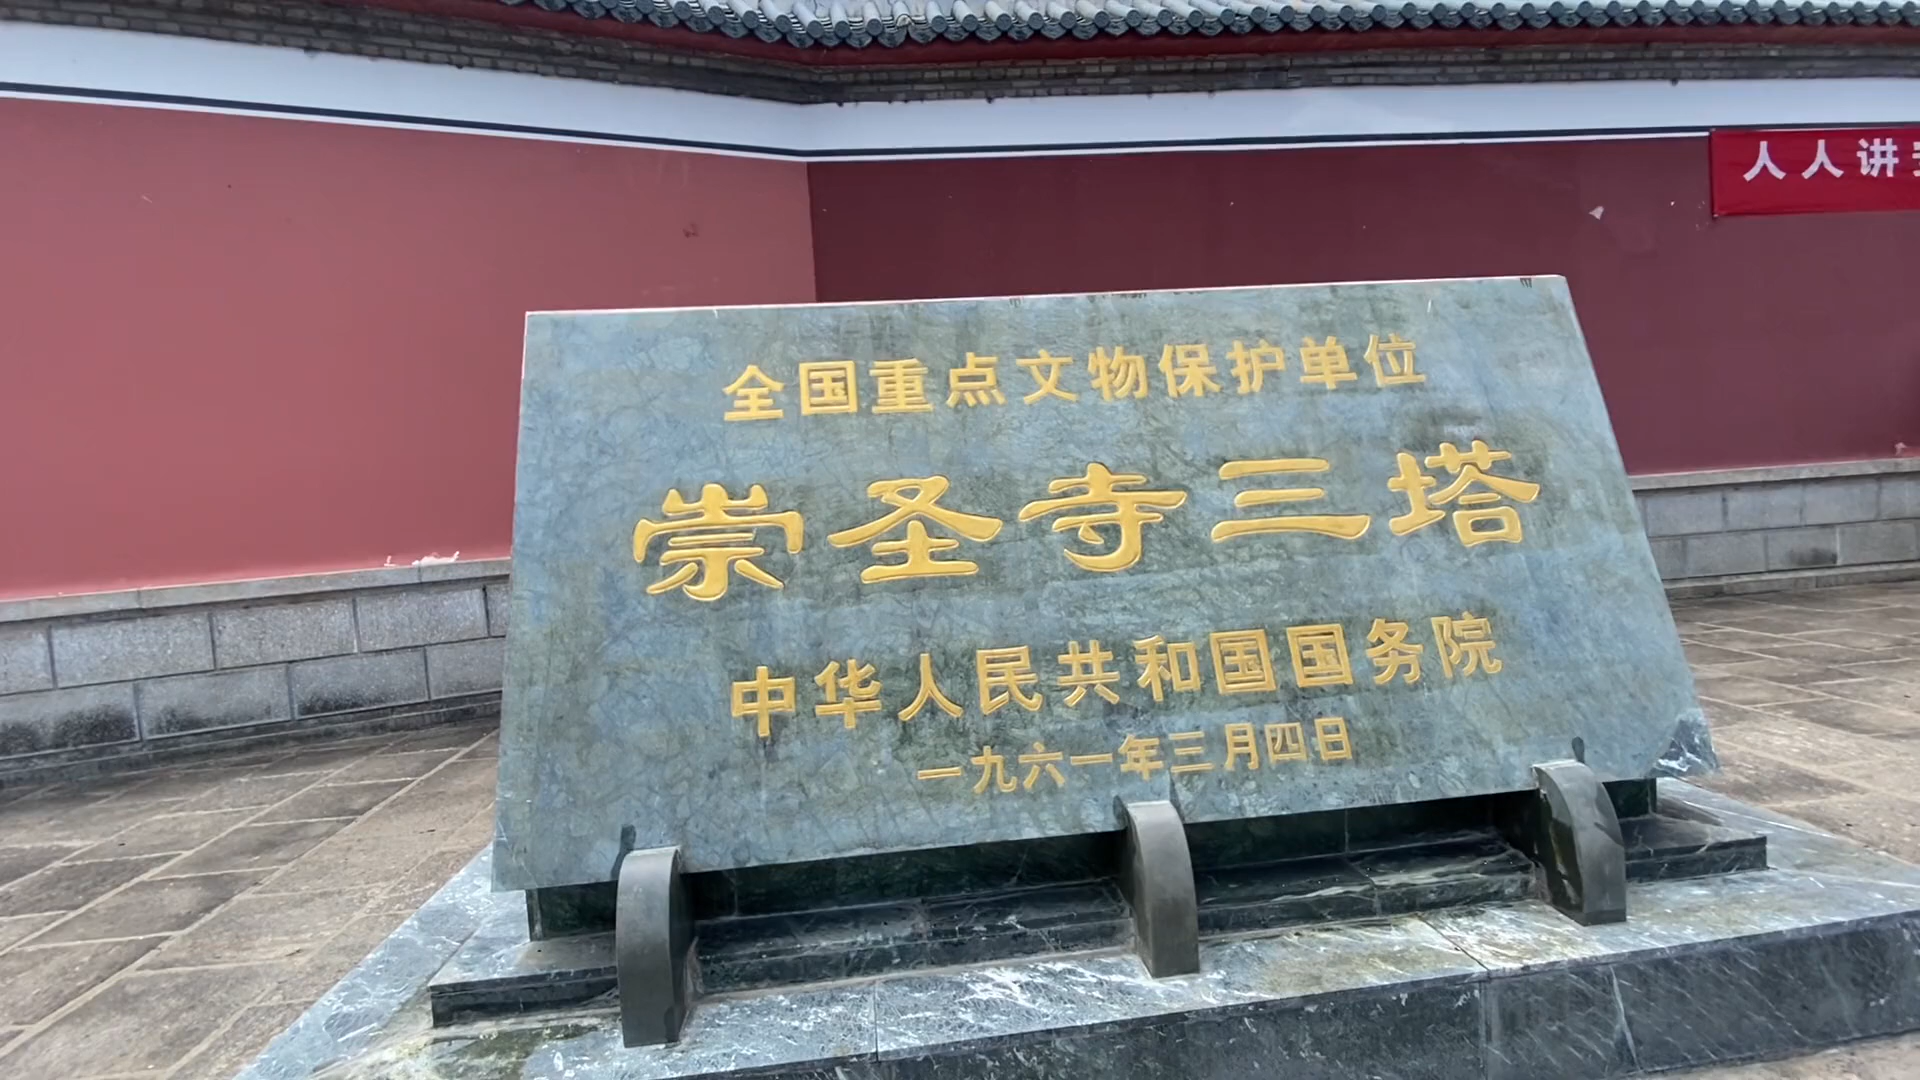 全国重点文物保护单位
崇圣寺三塔
中华人民共和国国务院
一九六一年三月四日
人人讲